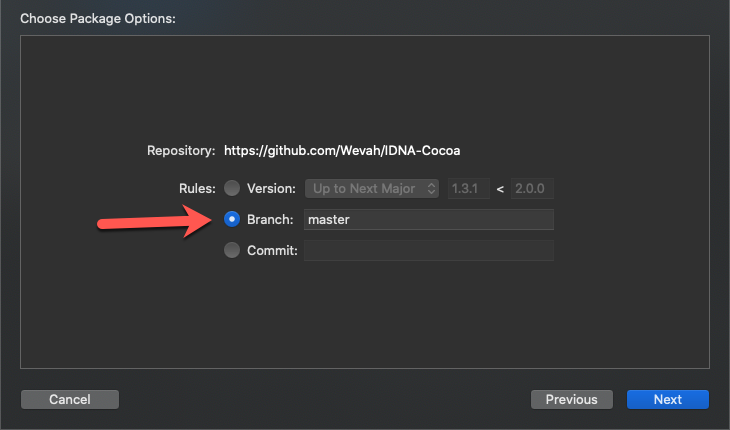 Choose Package Options:
Repository: https://github.com/Wevah/IDNA-Cocoa
Rules: Version: Up to Next Major 1.3.1 < 2.0.0
Branch: master
Commit:
Cancel Previous Next